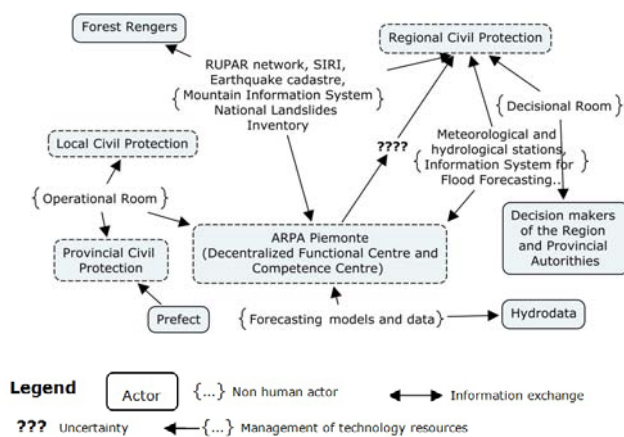 Forest Rengers
RUPAR network, SIRI,
Earthquake cadastre,
{ Mountain Information System }
National Landslides
Inventory
Regional Civil Protection
{ Decisional Room }
Local Civil Protection
????
Meteorological and
hydrological stations,
{ Information System for }
Flood Forecasting...
{ Operational Room }
Provincial Civil
Protection
ARPA Piemonte
(Decentralized Functional Centre and
Competence Centre)
Decision makers
of the Region
and Provincial
Autorithies
Prefect
{Forecasting models and data}
Hydrodata
Legend
Actor
{...} Non human actor
Information exchange
??? Uncertainty
{...} Management of technology resources